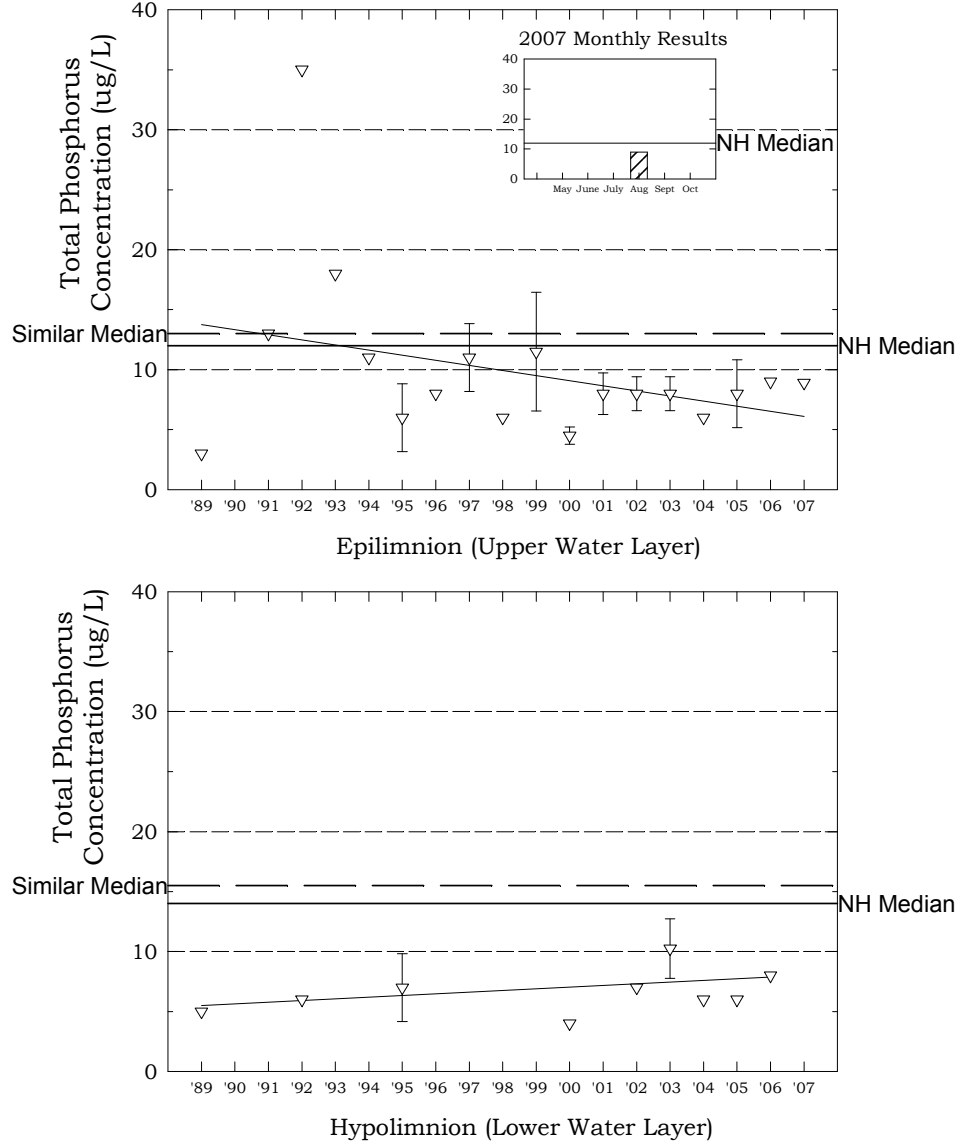 Total Phosphorus
Concentration (ug/L)
40
30
20
10
0
2007 Monthly Results
40
30
20
10
0
NH Median
May June July Aug Sept Oct
Similar Median
NH Median
'89 '90 '91 '92 '93 '94 '95 '96 '97 '98 '99 '00 '01 '02 '03 '04 '05 '06 '07
Epilimnion (Upper Water Layer)
Total Phosphorus
Concentration (ug/L)
40
30
20
10
0
Similar Median
NH Median
'89 '90 '91 '92 '93 '94 '95 '96 '97 '98 '99 '00 '01 '02 '03 '04 '05 '06 '07
Hypolimnion (Lower Water Layer)